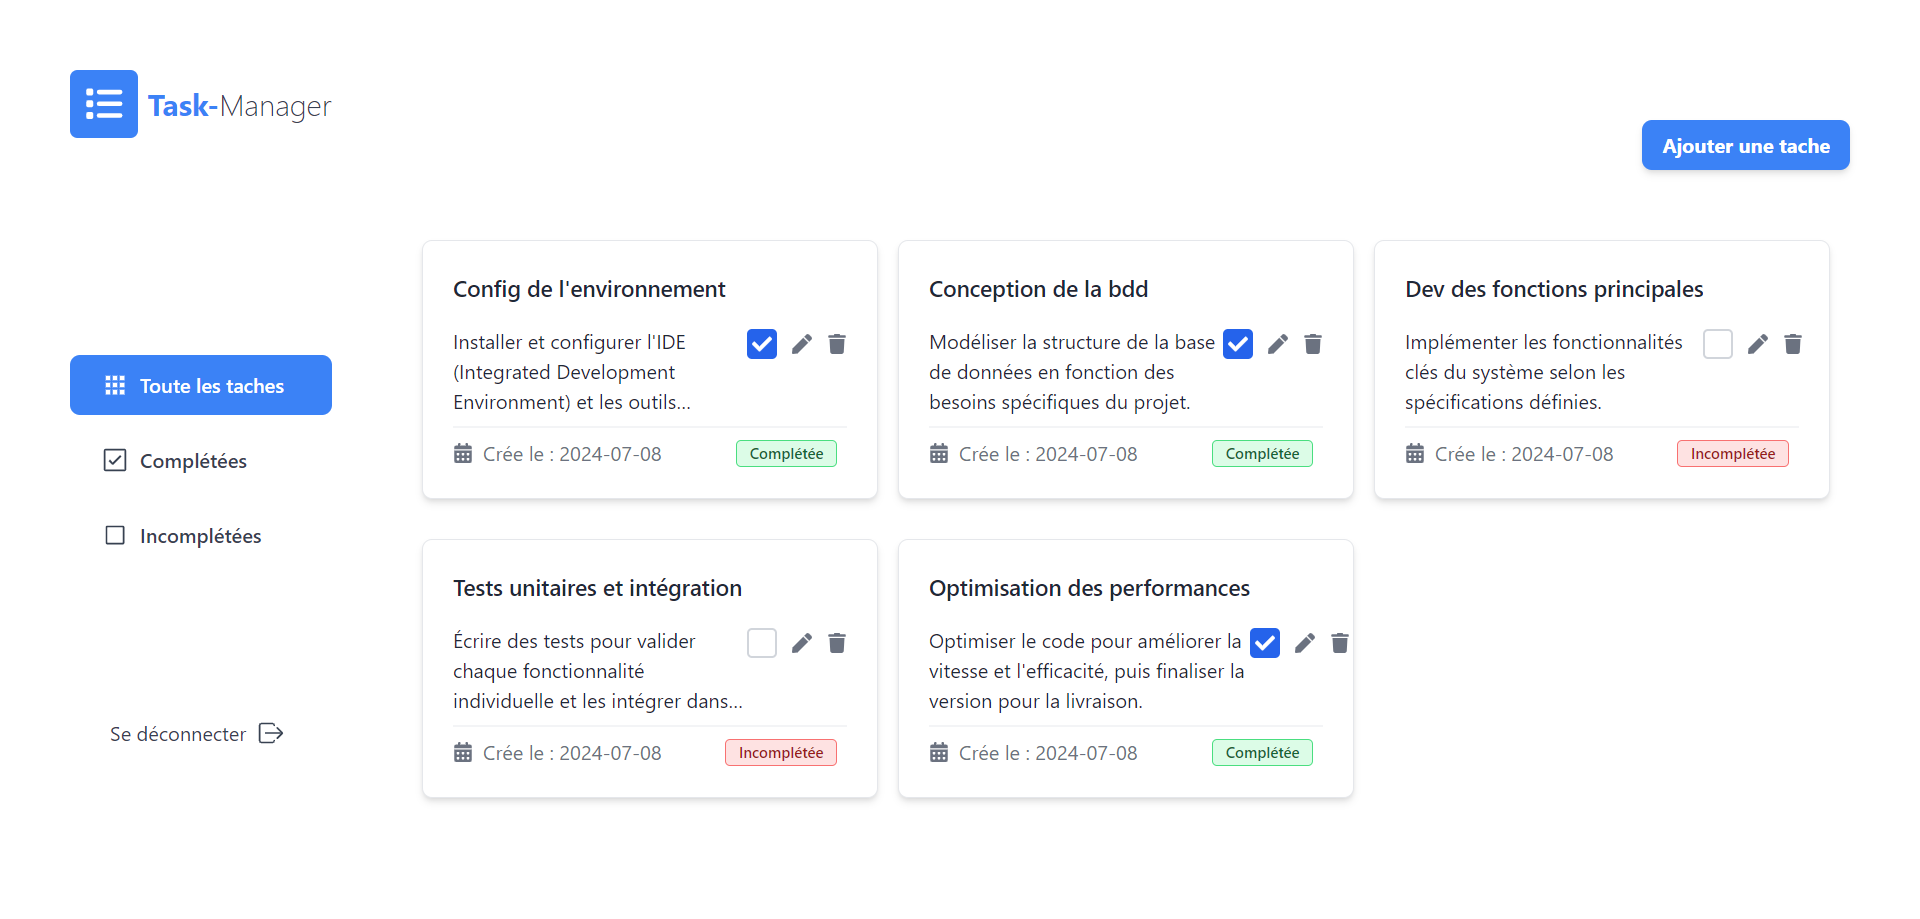 Task-Manager
Ajouter une tache
Toute les taches
Complétées
Incomplétées
Se déconnecter
Config de l'environnement
Installer et configurer l'IDE
(Integrated Development
Environment) et les outils...
Crée le : 2024-07-08
Complétée
Conception de la bdd
Modéliser la structure de la base
de données en fonction des
besoins spécifiques du projet.
Crée le : 2024-07-08
Complétée
Dev des fonctions principales
Implémenter les fonctionnalités
clés du système selon les
spécifications définies.
Crée le : 2024-07-08
Incomplétée
Tests unitaires et intégration
Écrire des tests pour valider
chaque fonctionnalité
individuelle et les intégrer dans...
Crée le : 2024-07-08
Incomplétée
Optimisation des performances
Optimiser le code pour améliorer la
vitesse et l'efficacité, puis finaliser la
version pour la livraison.
Crée le : 2024-07-08
Complétée